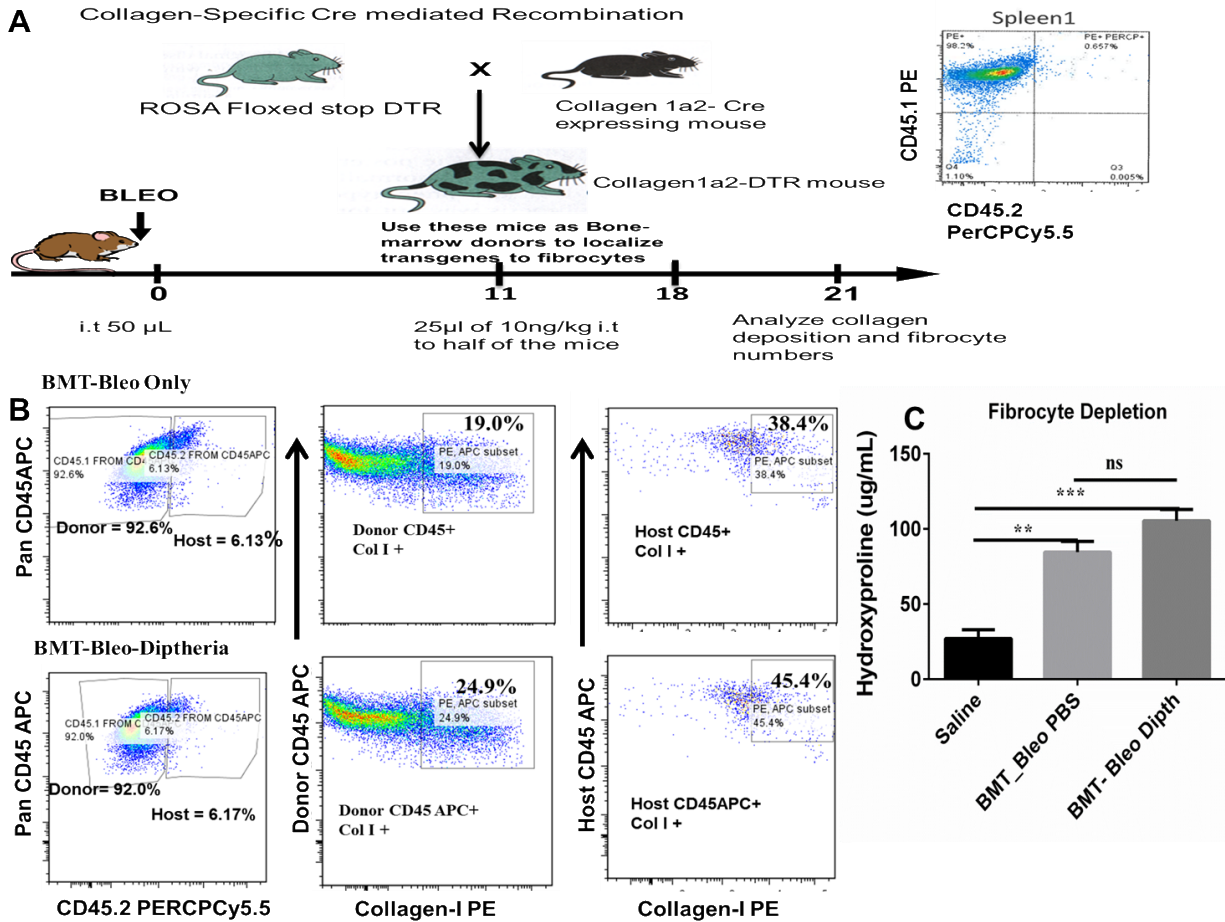 A
Collagen-Specific Cre mediated Recombination
ROSA Floxed stop DTR
X
Collagen 1a2- Cre
expressing mouse
Collagen1a2-DTR mouse
BLEO
Use these mice as Bone-
marrow donors to localize
transgenes to fibrocytes
0
11
18
21
i.t 50 µL
25µl of 10ng/kg i.t
to half of the mice
Analyze collagen
deposition and fibrocyte
numbers
Spleen1
PE+
98.2%
PE+ PERCP+
0.657%
Q4
1.10%
Q3
0.005%
CD45.1 PE
CD45.2
PerCPCy5.5
B
BMT-Bleo Only
Pan CD45APC
CD45.1 FROM CD4
92.6%
CD45.2 FROM CD45APC
6.13%
Donor = 92.6%
Host = 6.13%
19.0%
PE, APC subset
19.0%
Donor CD45+
Col I +
38.4%
PE, APC subset
38.4%
Host CD45+
Col I +
BMT-Bleo-Diptheria
Pan CD45 APC
CD45.1 FROM C
92.0%
CD45.2 FROM CD45APC
6.17%
Donor= 92.0%
Host = 6.17%
CD45.2 PERCPCy5.5
Donor CD45 APC
24.9%
PE, APC subset
24.9%
Donor CD45 APC+
Col I +
Collagen-I PE
Host CD45 APC
45.4%
PE, APC subset
45.4%
Host CD45APC+
Col I +
Collagen-I PE
C
Fibrocyte Depletion
Hydroxyproline (ug/mL)
150
100
50
0
ns
***
**
Saline
BMT_Bleo PBS
BMT- Bleo Dipth